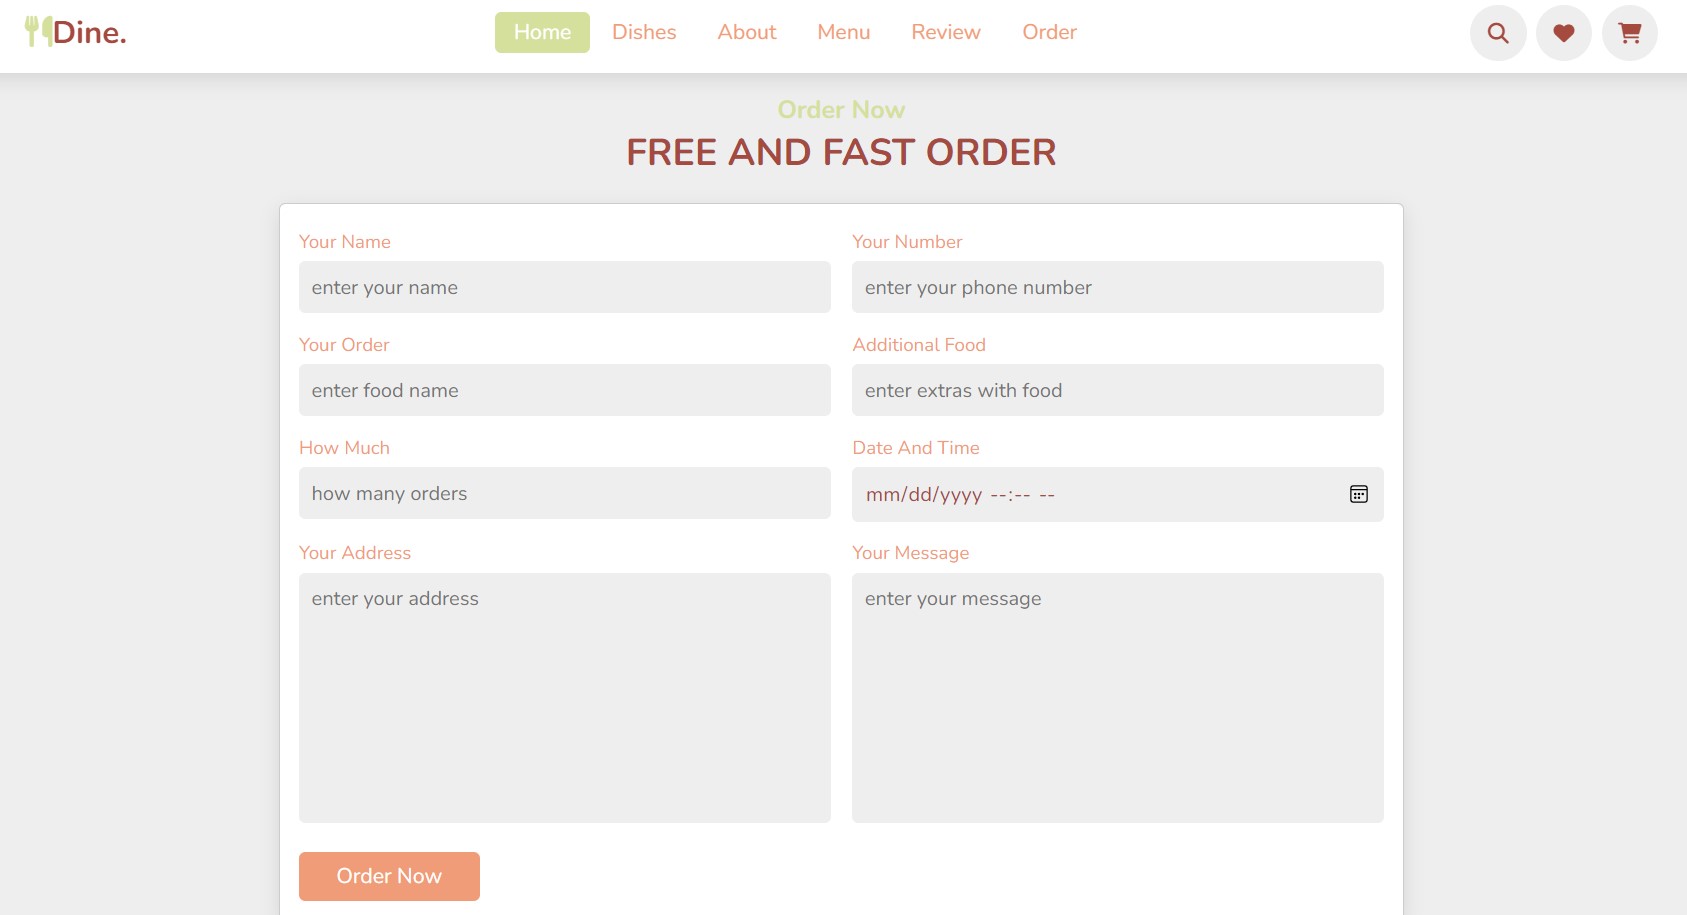 Dine.
Home Dishes About Menu Review Order
Order Now
FREE AND FAST ORDER
Your Name
enter your name
Your Number
enter your phone number
Your Order
enter food name
Additional Food
enter extras with food
How Much
how many orders
Date And Time
mm/dd/yyyy --:-- --
Your Address
enter your address
Your Message
enter your message
Order Now